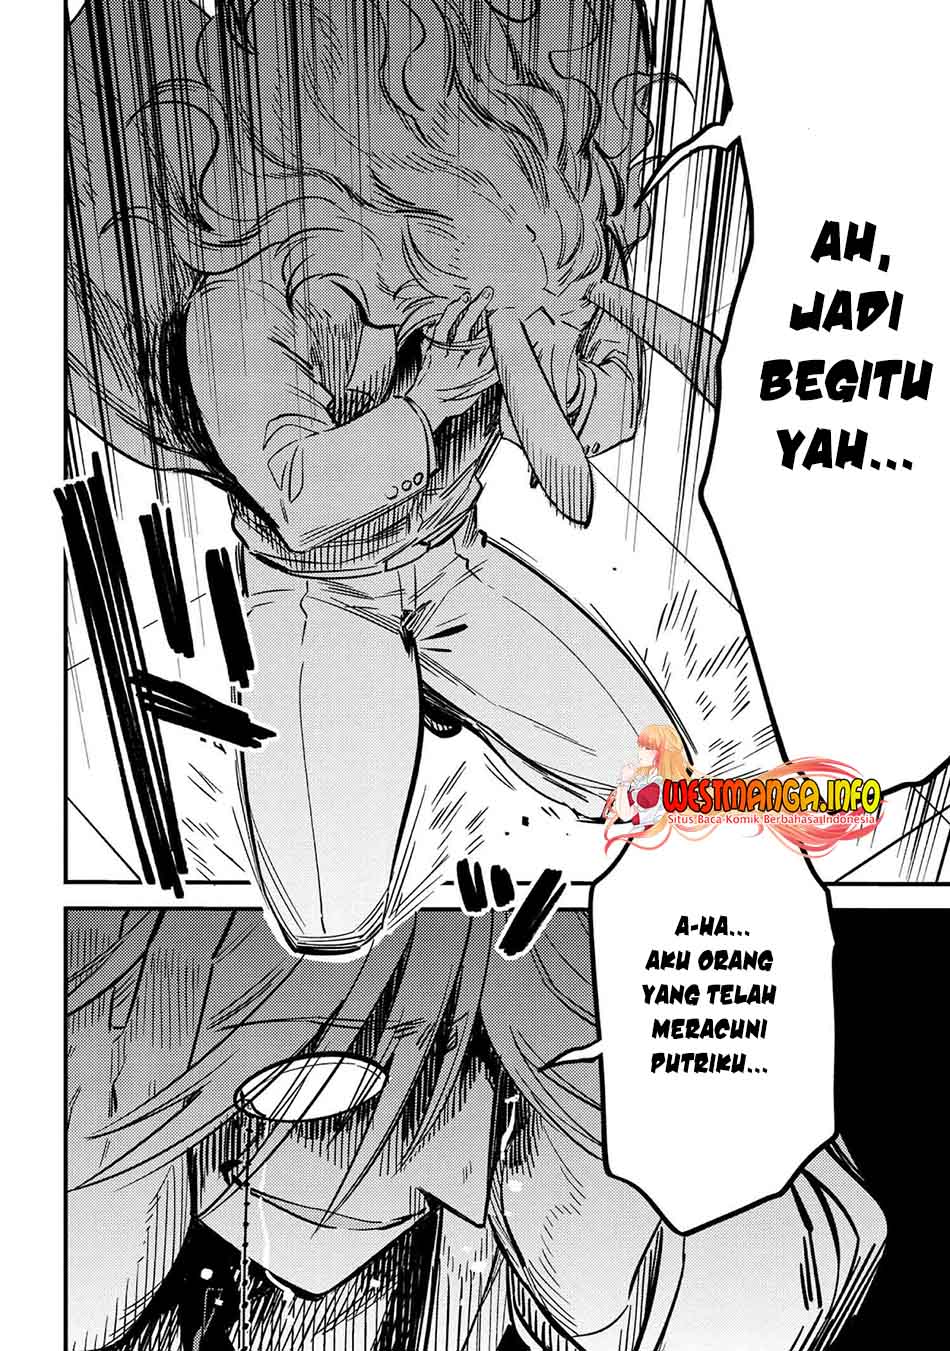 AH,
JADI
BEGITU
YAH...
WESTMANGA.INFO
Situs Baca Komik Berbahasa Indonesia
A-HA...
AKU ORANG
YANG TELAH
MERACUNI
PUTRIKU...